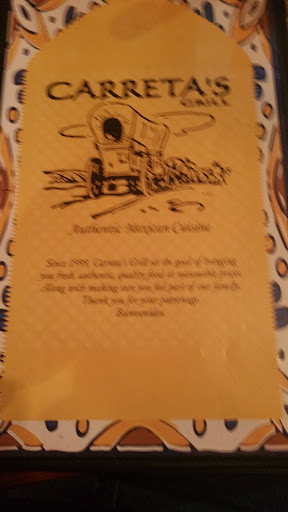 CARRETA'S
GRILL
Authentic Mexican Cuisine
Since 1999, Carreta's Grill set the goal of bringing
you fresh, authentic, quality food at reasonable prices.
Along with making sure you feel part of our family.
Thank you for your patronage.
Bienvenidos